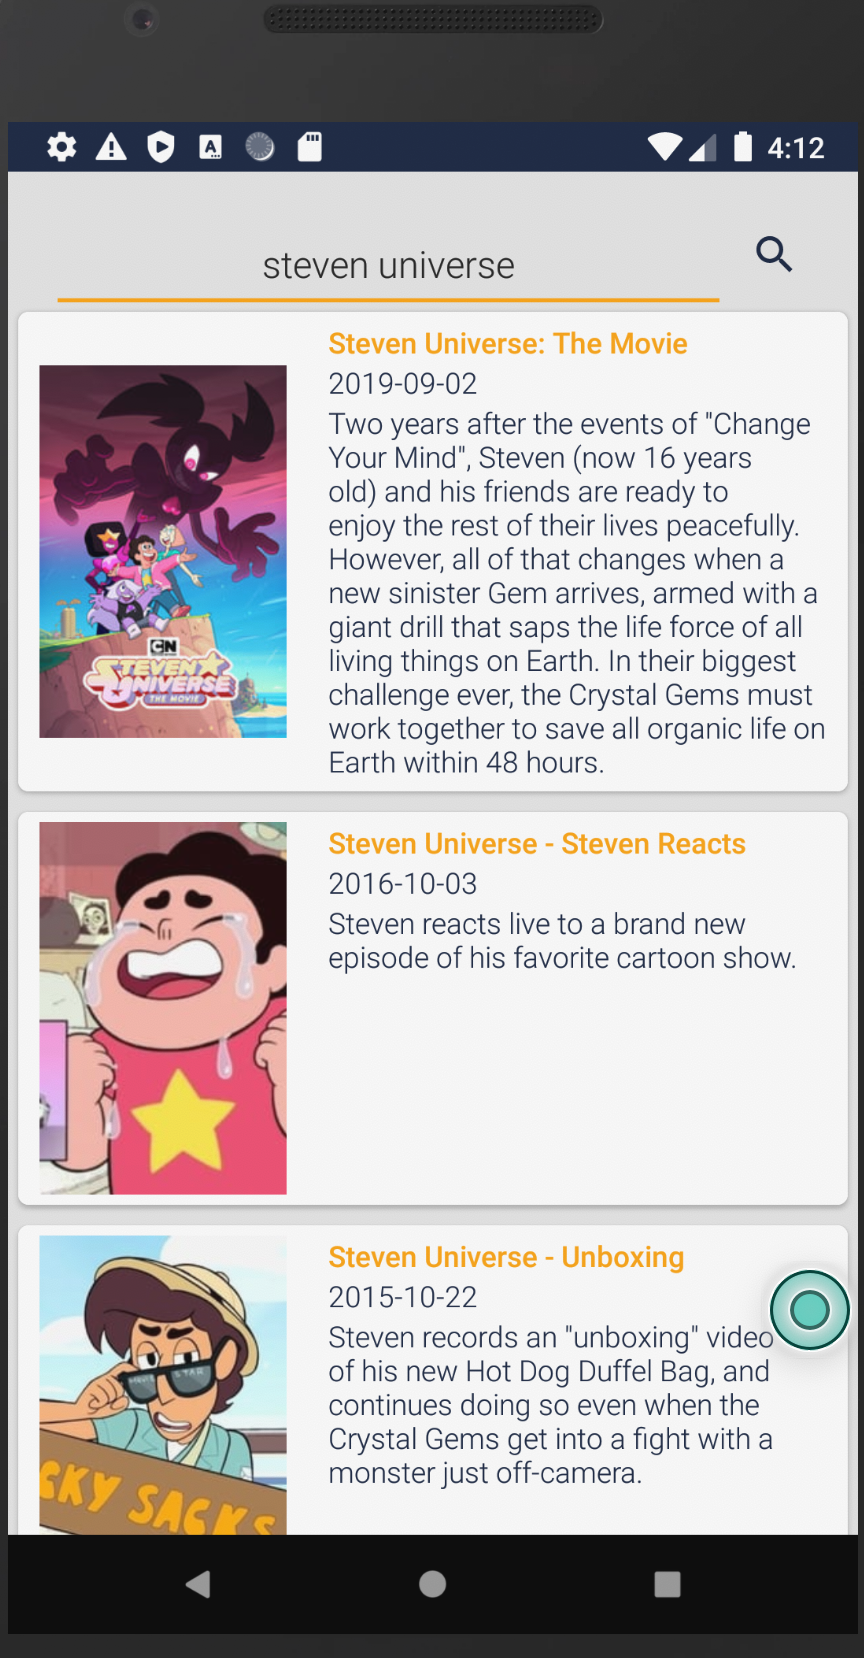 4:12
steven universe
Steven Universe: The Movie
2019-09-02
Two years after the events of "Change
Your Mind", Steven (now 16 years
old) and his friends are ready to
enjoy the rest of their lives peacefully.
However, all of that changes when a
new sinister Gem arrives, armed with a
giant drill that saps the life force of all
living things on Earth. In their biggest
challenge ever, the Crystal Gems must
work together to save all organic life on
Earth within 48 hours.
CN
STEVEN
UNIVERSE
THE MOVIE
Steven Universe - Steven Reacts
2016-10-03
Steven reacts live to a brand new
episode of his favorite cartoon show.
Steven Universe - Unboxing
2015-10-22
Steven records an "unboxing" video
of his new Hot Dog Duffel Bag, and
continues doing so even when the
Crystal Gems get into a fight with a
monster just off-camera.
MOVIE STAR
CKY SACKS